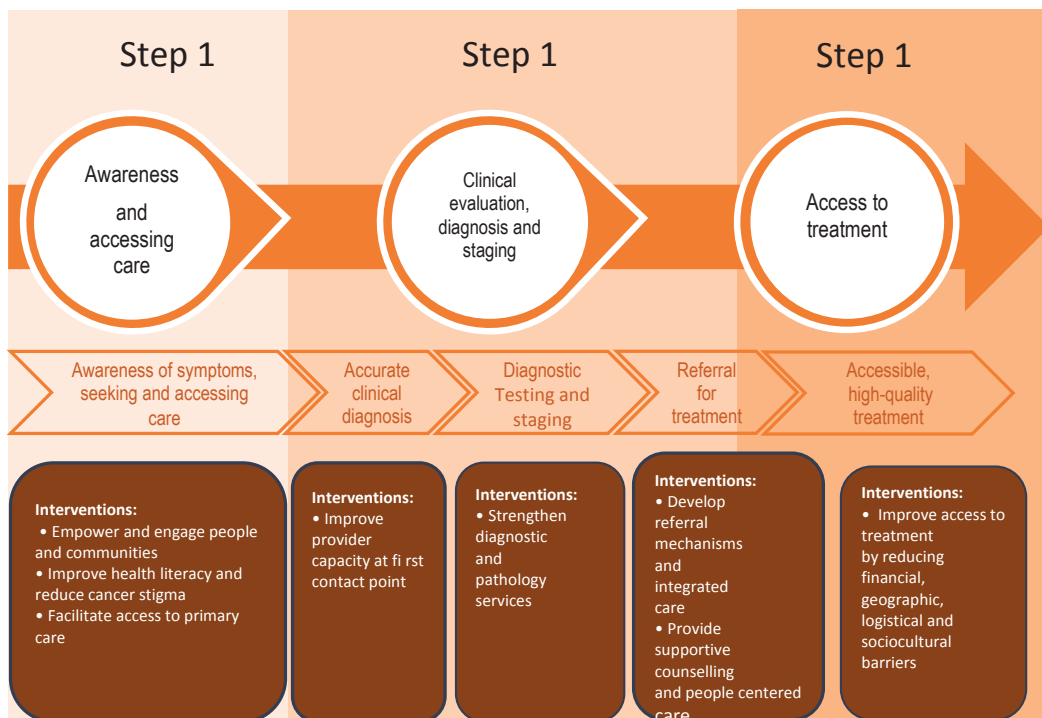 Step 1
Step 1
Step 1
Awareness
and
accessing
care
Clinical
evaluation,
diagnosis and
staging
Access to
treatment
Awareness of symptoms,
seeking and accessing
care
Accurate
clinical
diagnosis
Diagnostic
Testing and
staging
Referral
for
treatment
Accessible,
high-quality
treatment
Interventions:
• Empower and engage people
and communities
• Improve health literacy and
reduce cancer stigma
• Facilitate access to primary
care
Interventions:
• Improve
provider
capacity at fi rst
contact point
Interventions:
• Strengthen
diagnostic
and
pathology
services
Interventions:
• Develop
referral
mechanisms
and
integrated
care
• Provide
supportive
counselling
and people centered
care
Interventions:
• Improve access to
treatment
by reducing
financial,
geographic,
logistical and
sociocultural
barriers